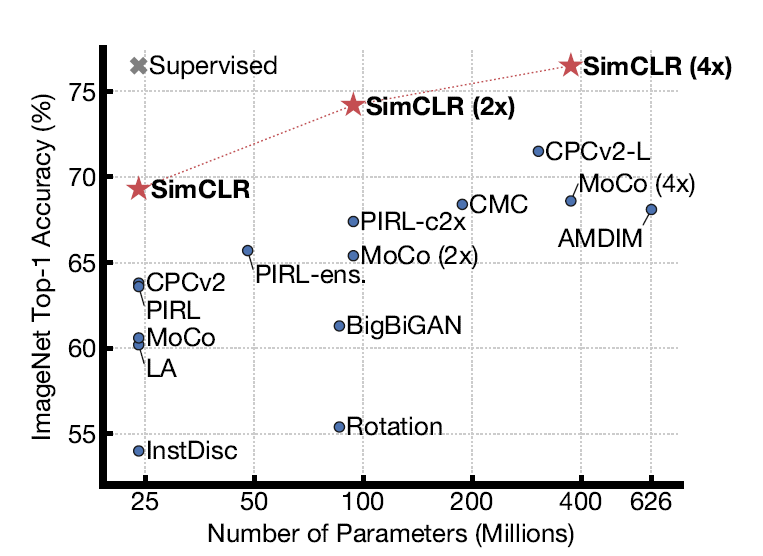 Supervised
SimCLR (4x)
75
SimCLR (2x)
CPCv2-L
70
SimCLR
MoCo (4x)
CMC
PIRL-c2x
AMDIM
65
MoCo (2x)
PIRL-ens.
CPCv2
PIRL
BigBiGAN
MoCo
60
LA
Rotation
55
InstDisc
25 50 100 200 400 626
Number of Parameters (Millions)
ImageNet Top-1 Accuracy (%)